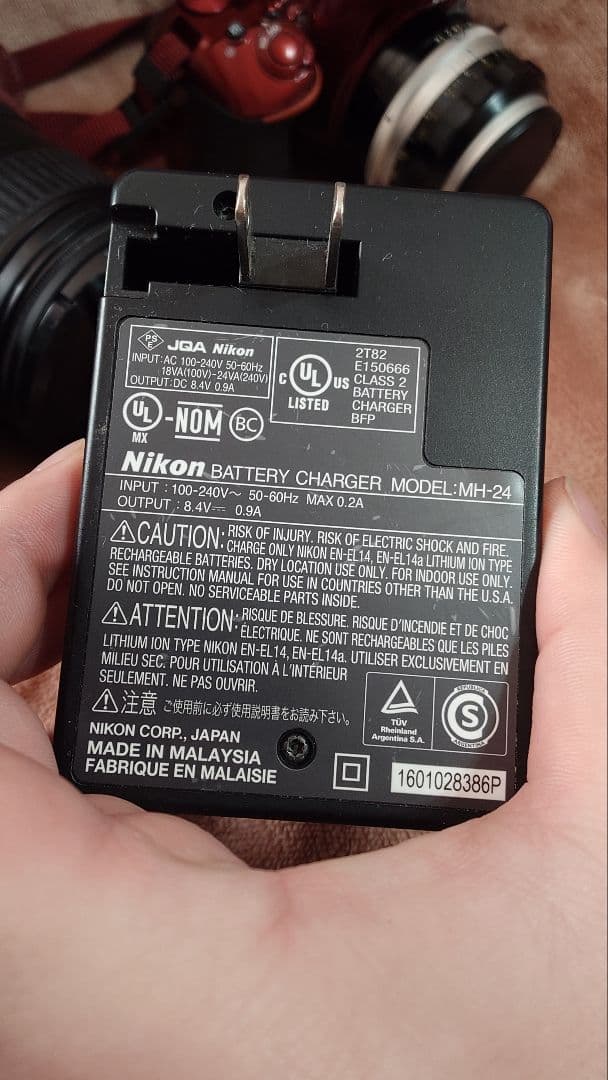 PS
E
JQA Nikon
INPUT:AC 100-240V 50-60Hz
18VA(100V)-24VA(240V)
OUTPUT:DC 8.4V 0.9A
C UL US
LISTED
2T82
E150666
CLASS 2
BATTERY
CHARGER
BFP
UL
MX
-NOM
BC
Nikon BATTERY CHARGER MODEL:MH-24
INPUT : 100-240V～ 50-60Hz MAX 0.2A
OUTPUT : 8.4V⎓ 0.9A
⚠CAUTION: RISK OF INJURY. RISK OF ELECTRIC SHOCK AND FIRE.
CHARGE ONLY NIKON EN-EL14, EN-EL14a LITHIUM ION TYPE
RECHARGEABLE BATTERIES. DRY LOCATION USE ONLY. FOR INDOOR USE ONLY.
SEE INSTRUCTION MANUAL FOR USE IN COUNTRIES OTHER THAN THE U.S.A.
DO NOT OPEN. NO SERVICEABLE PARTS INSIDE.
⚠ATTENTION: RISQUE DE BLESSURE. RISQUE D'INCENDIE ET DE CHOC
ÉLECTRIQUE. NE SONT RECHARGEABLES QUE LES PILES
LITHIUM ION TYPE NIKON EN-EL14, EN-EL14a. UTILISER EXCLUSIVEMENT EN
MILIEU SEC. POUR UTILISATION À L'INTÉRIEUR
SEULEMENT. NE PAS OUVRIR.
⚠注意 ご使用前に必ず使用説明書をお読み下さい。
NIKON CORP., JAPAN
MADE IN MALAYSIA
FABRIQUE EN MALAISIE
TÜV
Rheinland
Argentina S.A.
REPUBLICA
S
ARGENTINA
1601028386P